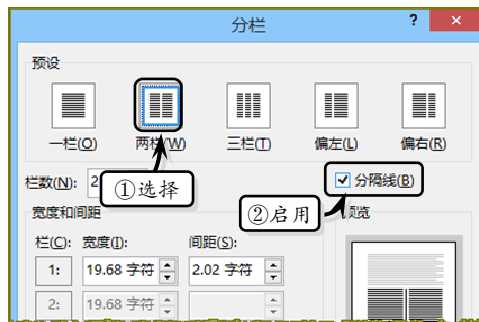 分栏
?
×
预设
一栏(O)
两栏(W)
三栏(T)
偏左(L)
偏右(R)
栏数(N): 2
①选择
分隔线(B)
②启用
宽度和间距
预览
栏(C): 宽度(I): 间距(S):
1: 19.68 字符 2.02 字符
2: 19.68 字符